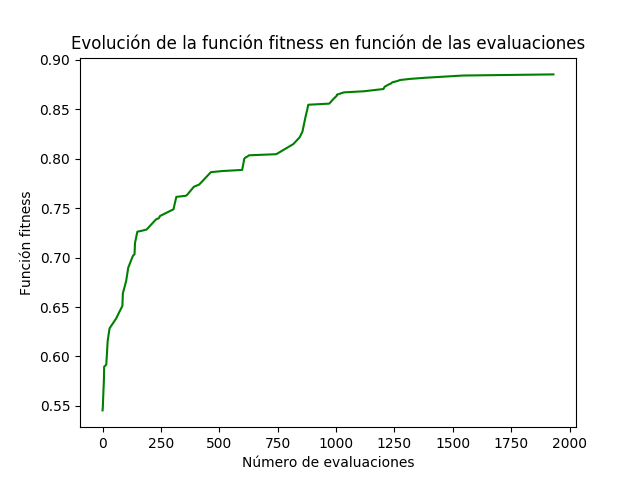 Evolución de la función fitness en función de las evaluaciones
0.90
0.85
0.80
0.75
0.70
0.65
0.60
0.55
Función fitness
0 250 500 750 1000 1250 1500 1750 2000
Número de evaluaciones